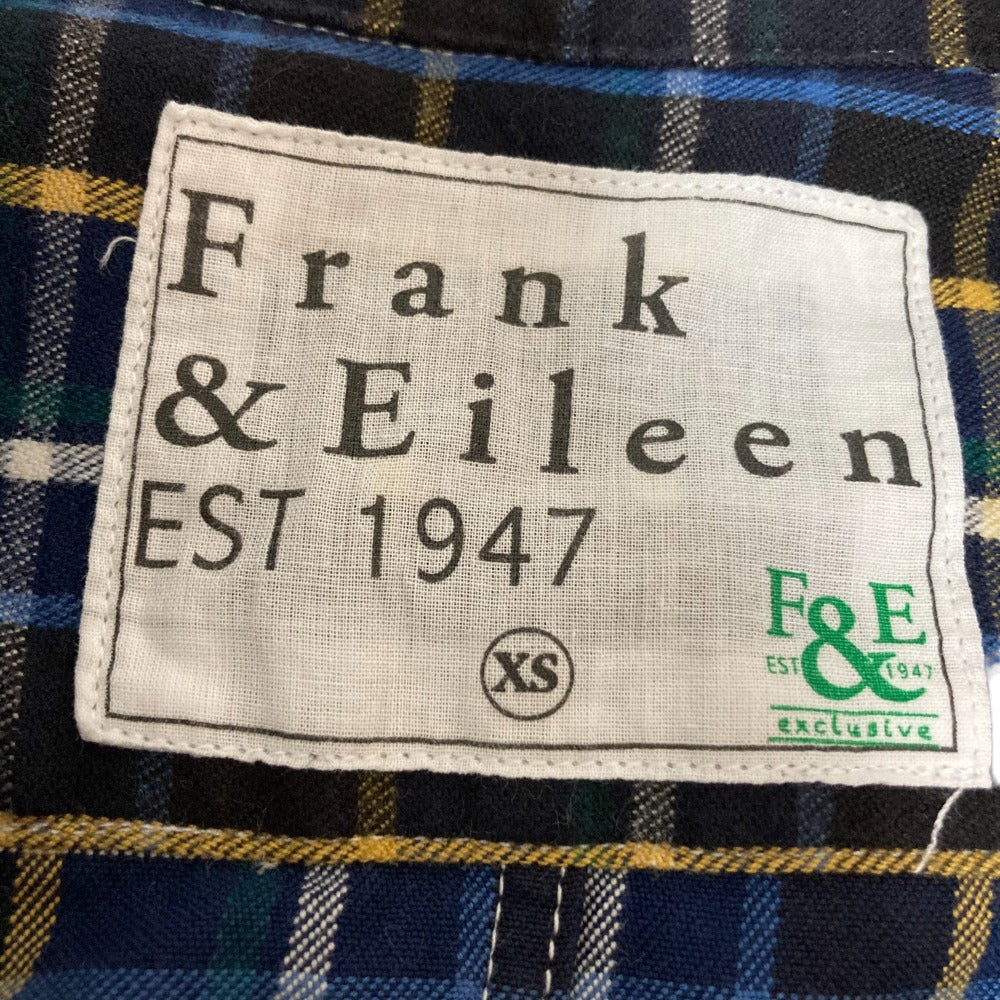 Frank
& Eileen
EST 1947
XS
F&E
EST 1947
exclusive